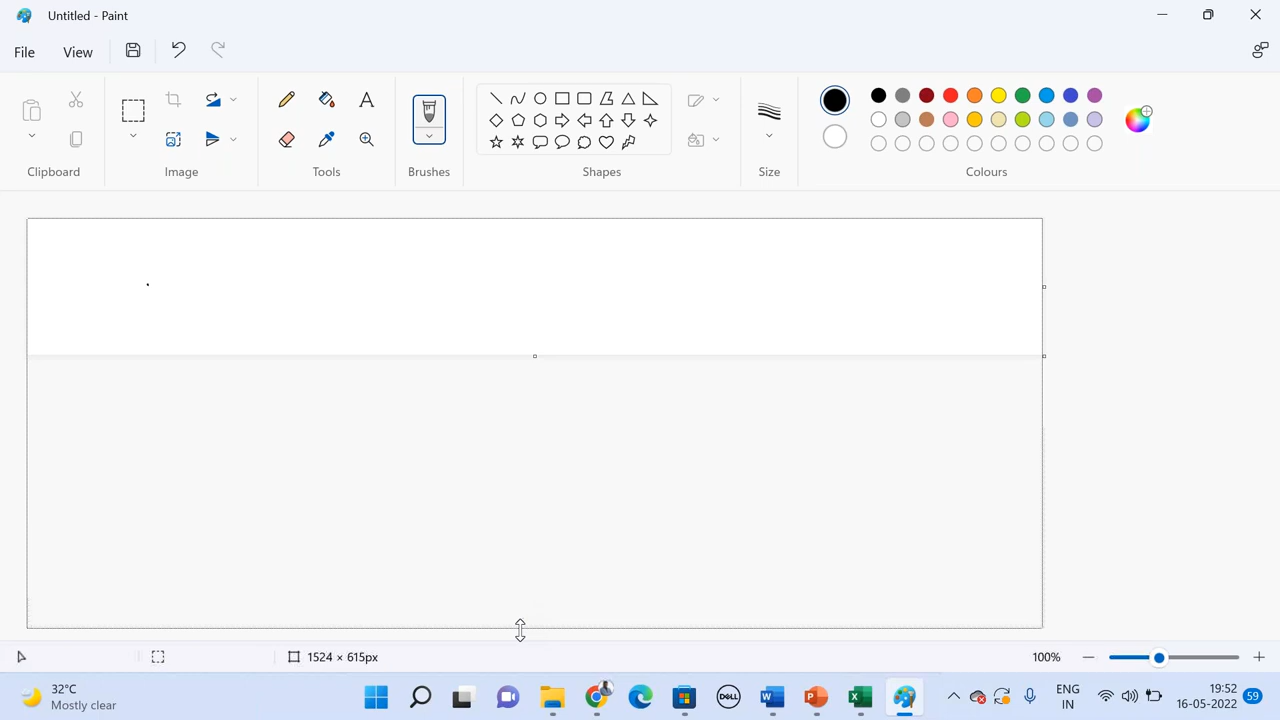 Untitled - Paint
File
View
Clipboard
Image
Tools
Brushes
Shapes
Size
Colours
1524 × 615px
100%
32°C
Mostly clear
DELL
ENG
IN
19:52
16-05-2022
59